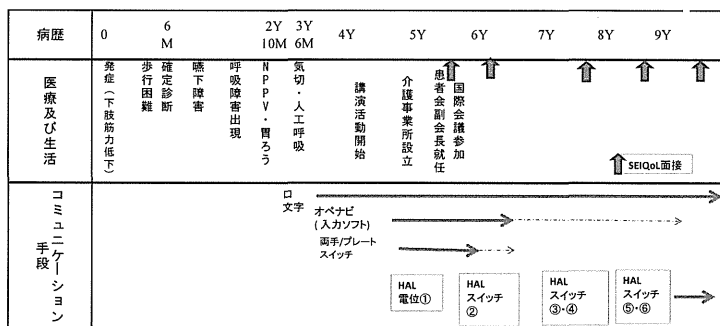 病歴
0
6
M
2Y
10M
3Y
6M
4Y
5Y
6Y
7Y
8Y
9Y
医療及び生活
発症(下肢筋力低下)
歩行困難
確定診断
嚥下障害
呼吸障害出現
NPPV・胃ろう
気切・人工呼吸
講演活動開始
介護事業所設立
患者会副会長就任
国際会議参加
SEIQoL面接
コミュニケーション
手段
口
文字
オペナビ
(入力ソフト)
両手/プレート
スイッチ
HAL
電位①
HAL
スイッチ
②
HAL
スイッチ
③・④
HAL
スイッチ
⑤・⑥